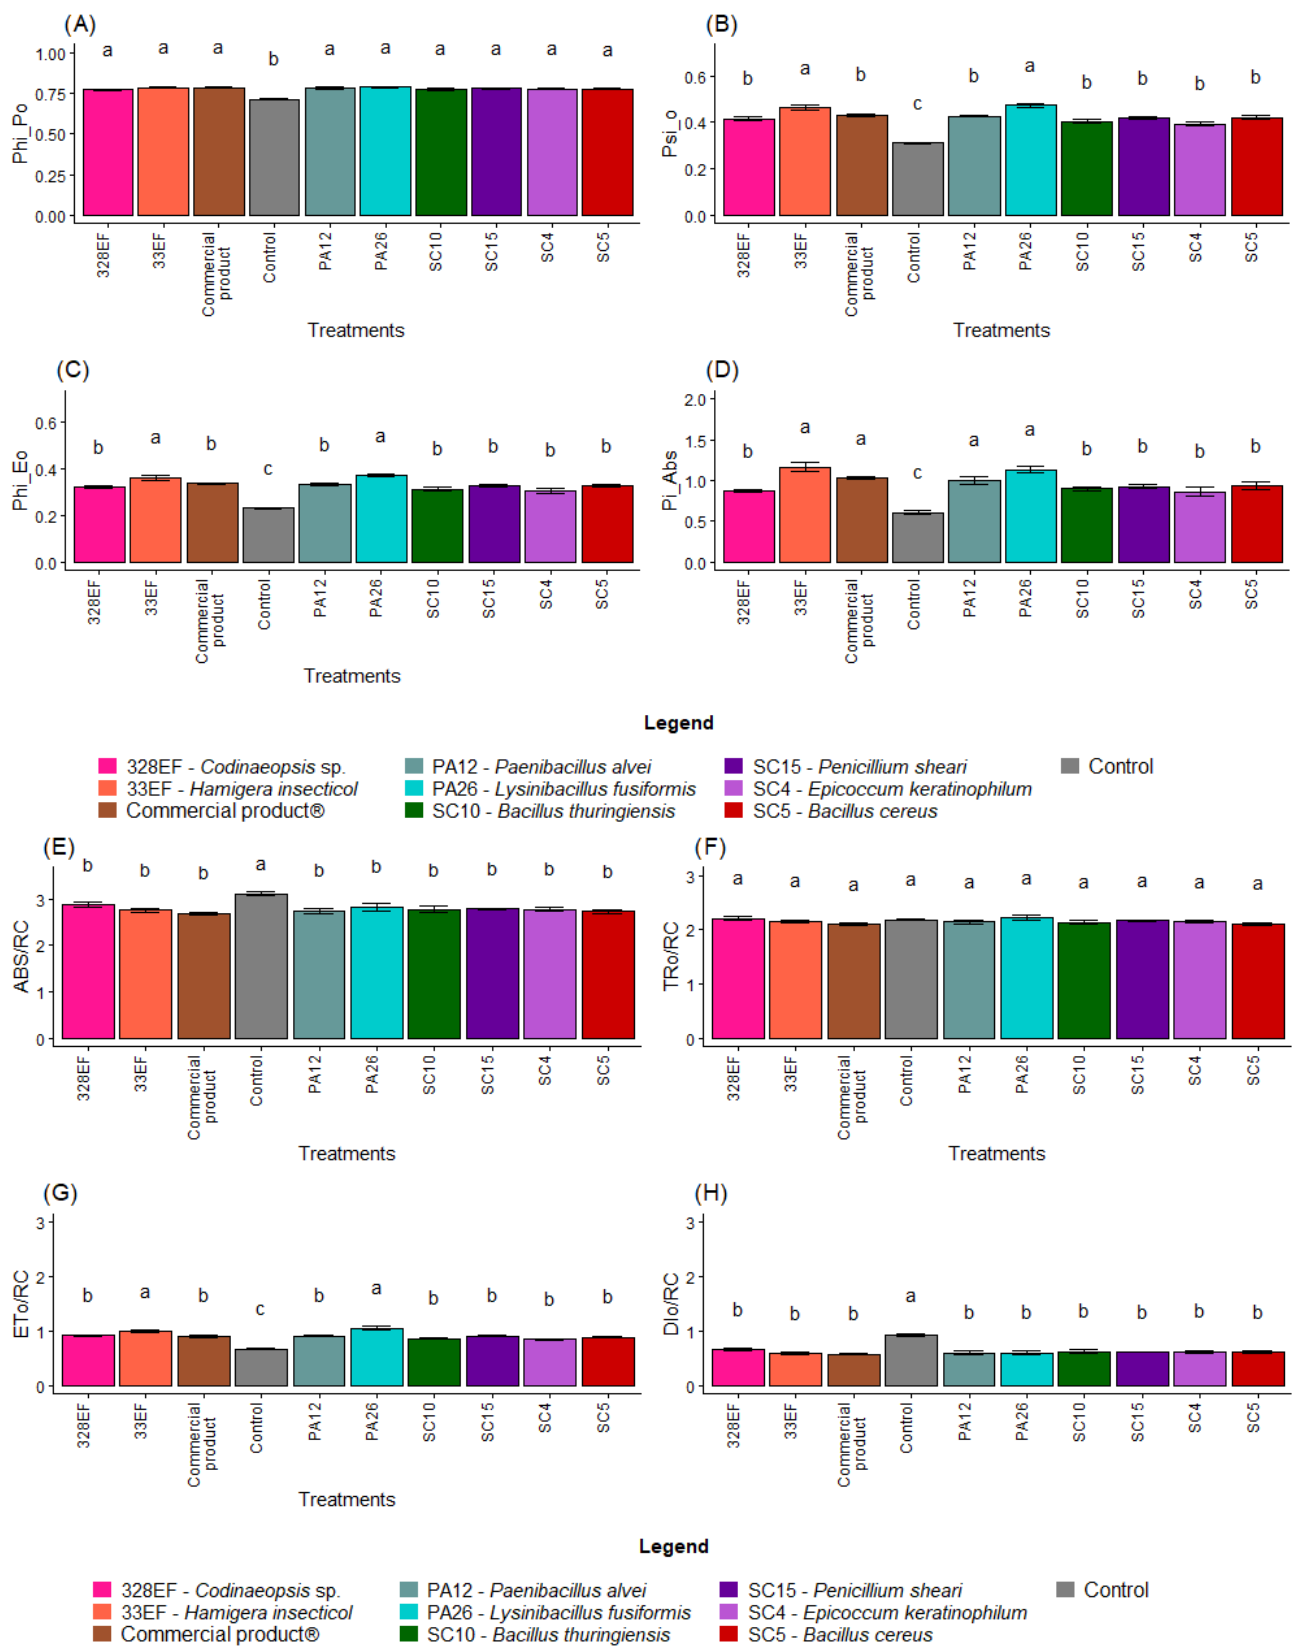 (A)
a a a b a a a a a a
1.00
0.75
0.50
0.25
0.00
Phi_Po
328EF 33EF Commercial product Control PA12 PA26 SC10 SC15 SC4 SC5
Treatments
(B)
b a b c b a b b b b
0.6
0.4
0.2
0.0
Psi_o
328EF 33EF Commercial product Control PA12 PA26 SC10 SC15 SC4 SC5
Treatments
(C)
b a b c b a b b b b
0.6
0.4
0.2
0.0
Phi_Eo
328EF 33EF Commercial product Control PA12 PA26 SC10 SC15 SC4 SC5
Treatments
(D)
b a a c a a b b b b
2.0
1.5
1.0
0.5
0.0
Pi_Abs
328EF 33EF Commercial product Control PA12 PA26 SC10 SC15 SC4 SC5
Legend
328EF - Codinaeopsis sp. PA12 - Paenibacillus alvei SC15 - Penicillium sheari Control
33EF - Hamigera insecticol PA26 - Lysinibacillus fusiformis SC4 - Epicoccum keratinophilum
Commercial product® SC10 - Bacillus thuringiensis SC5 - Bacillus cereus
(E)
b b b a b b b b b b
3
2
1
0
ABS/RC
328EF 33EF Commercial product Control PA12 PA26 SC10 SC15 SC4 SC5
Treatments
(F)
a a a a a a a a a a
3
2
1
0
TRo/RC
328EF 33EF Commercial product Control PA12 PA26 SC10 SC15 SC4 SC5
Treatments
(G)
b a b c b a b b b b
3
2
1
0
ETo/RC
328EF 33EF Commercial product Control PA12 PA26 SC10 SC15 SC4 SC5
Treatments
(H)
b b b a b b b b b b
3
2
1
0
DIo/RC
328EF 33EF Commercial product Control PA12 PA26 SC10 SC15 SC4 SC5
Legend
328EF - Codinaeopsis sp. PA12 - Paenibacillus alvei SC15 - Penicillium sheari Control
33EF - Hamigera insecticol PA26 - Lysinibacillus fusiformis SC4 - Epicoccum keratinophilum
Commercial product® SC10 - Bacillus thuringiensis SC5 - Bacillus cereus